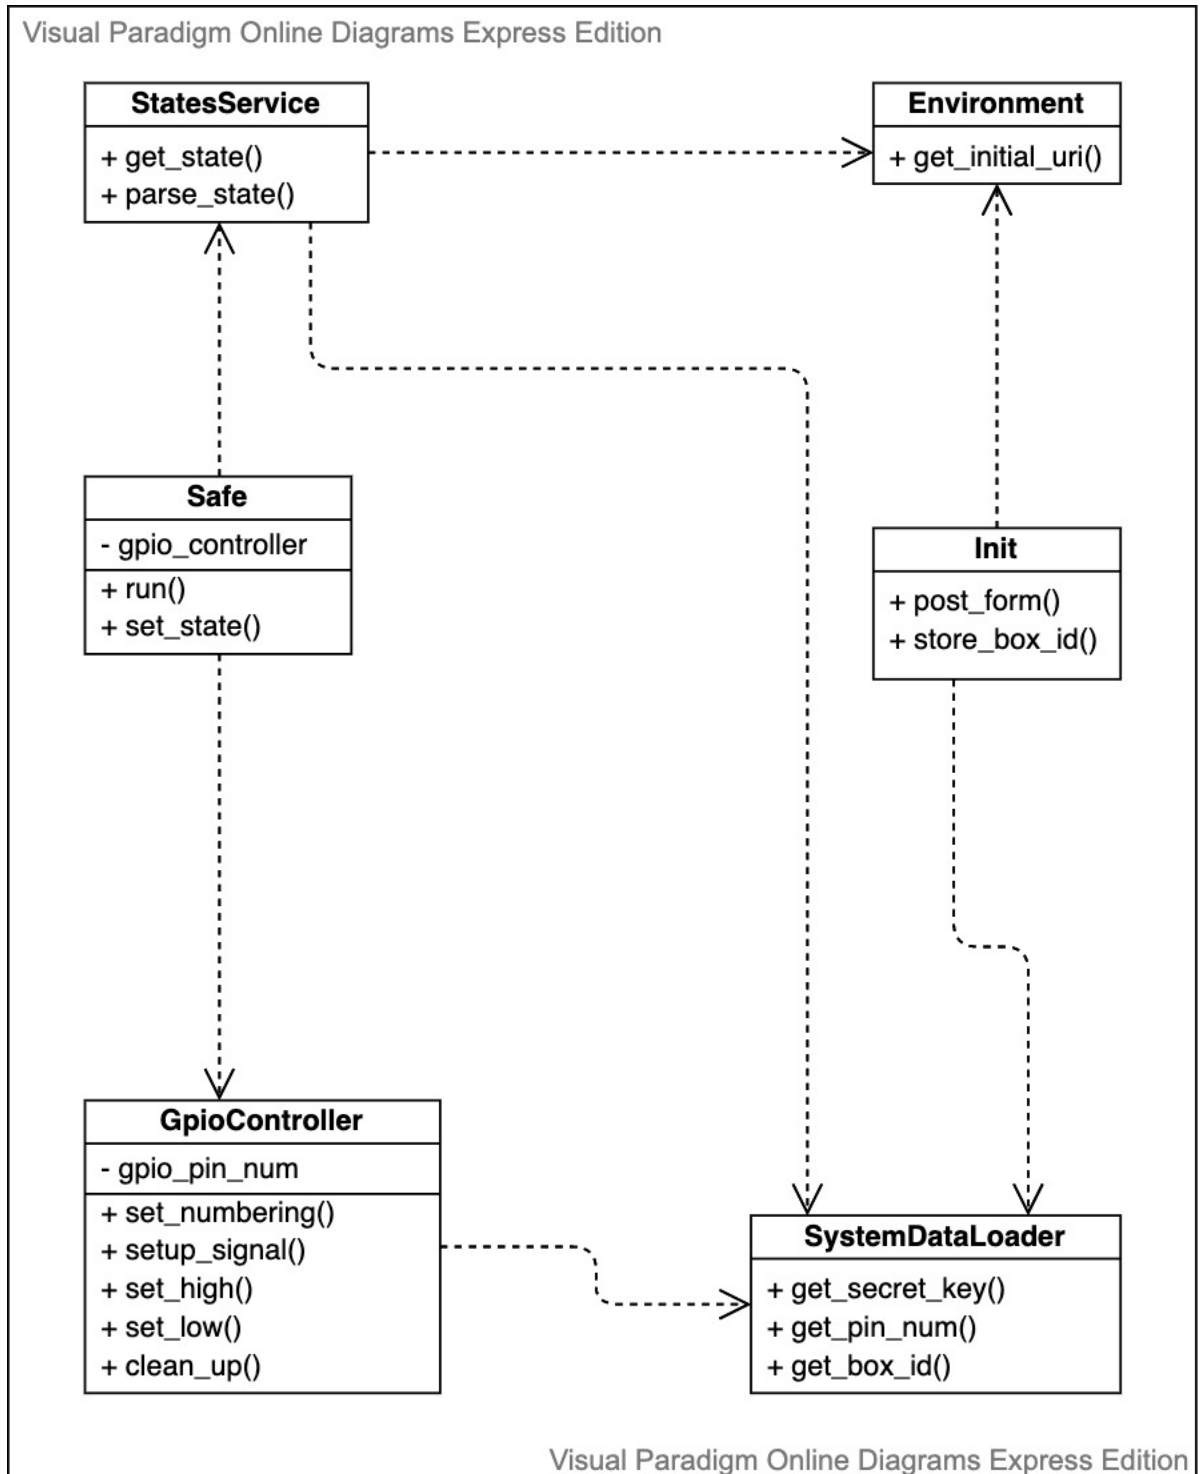 Visual Paradigm Online Diagrams Express Edition
StatesService
+ get_state()
+ parse_state()
Environment
+ get_initial_uri()
Safe
- gpio_controller
+ run()
+ set_state()
Init
+ post_form()
+ store_box_id()
GpioController
- gpio_pin_num
+ set_numbering()
+ setup_signal()
+ set_high()
+ set_low()
+ clean_up()
SystemDataLoader
+ get_secret_key()
+ get_pin_num()
+ get_box_id()
Visual Paradigm Online Diagrams Express Edition